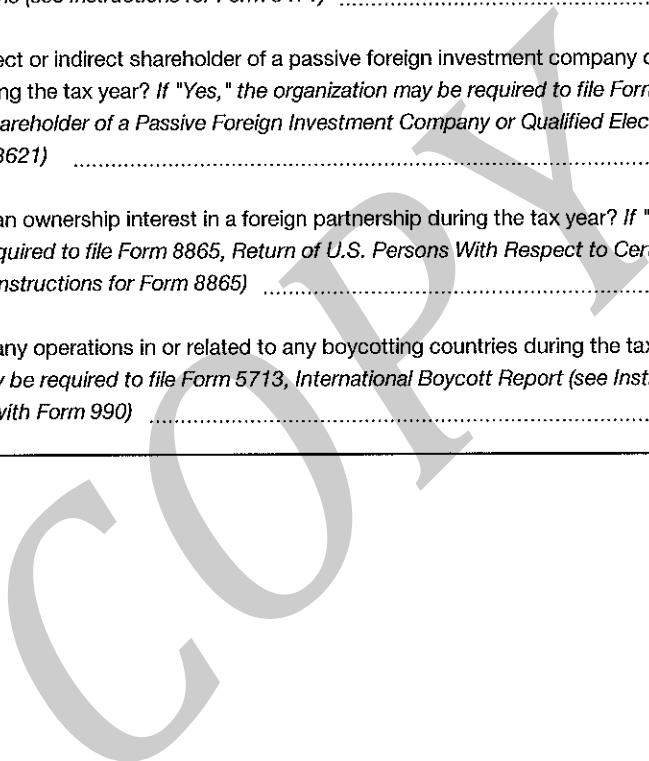 ect or indirect shareholder of a passive foreign investment company
ng the tax year? If "Yes," the organization may be required to file Form
areholder of a Passive Foreign Investment Company or Qualified Elec
8621) ........................................
an ownership interest in a foreign partnership during the tax year? If "
quired to file Form 8865, Return of U.S. Persons With Respect to Cer
nstructions for Form 8865) ........................................
any operations in or related to any boycotting countries during the tax
y be required to file Form 5713, International Boycott Report (see Inst
with Form 990) ........................................
COPY